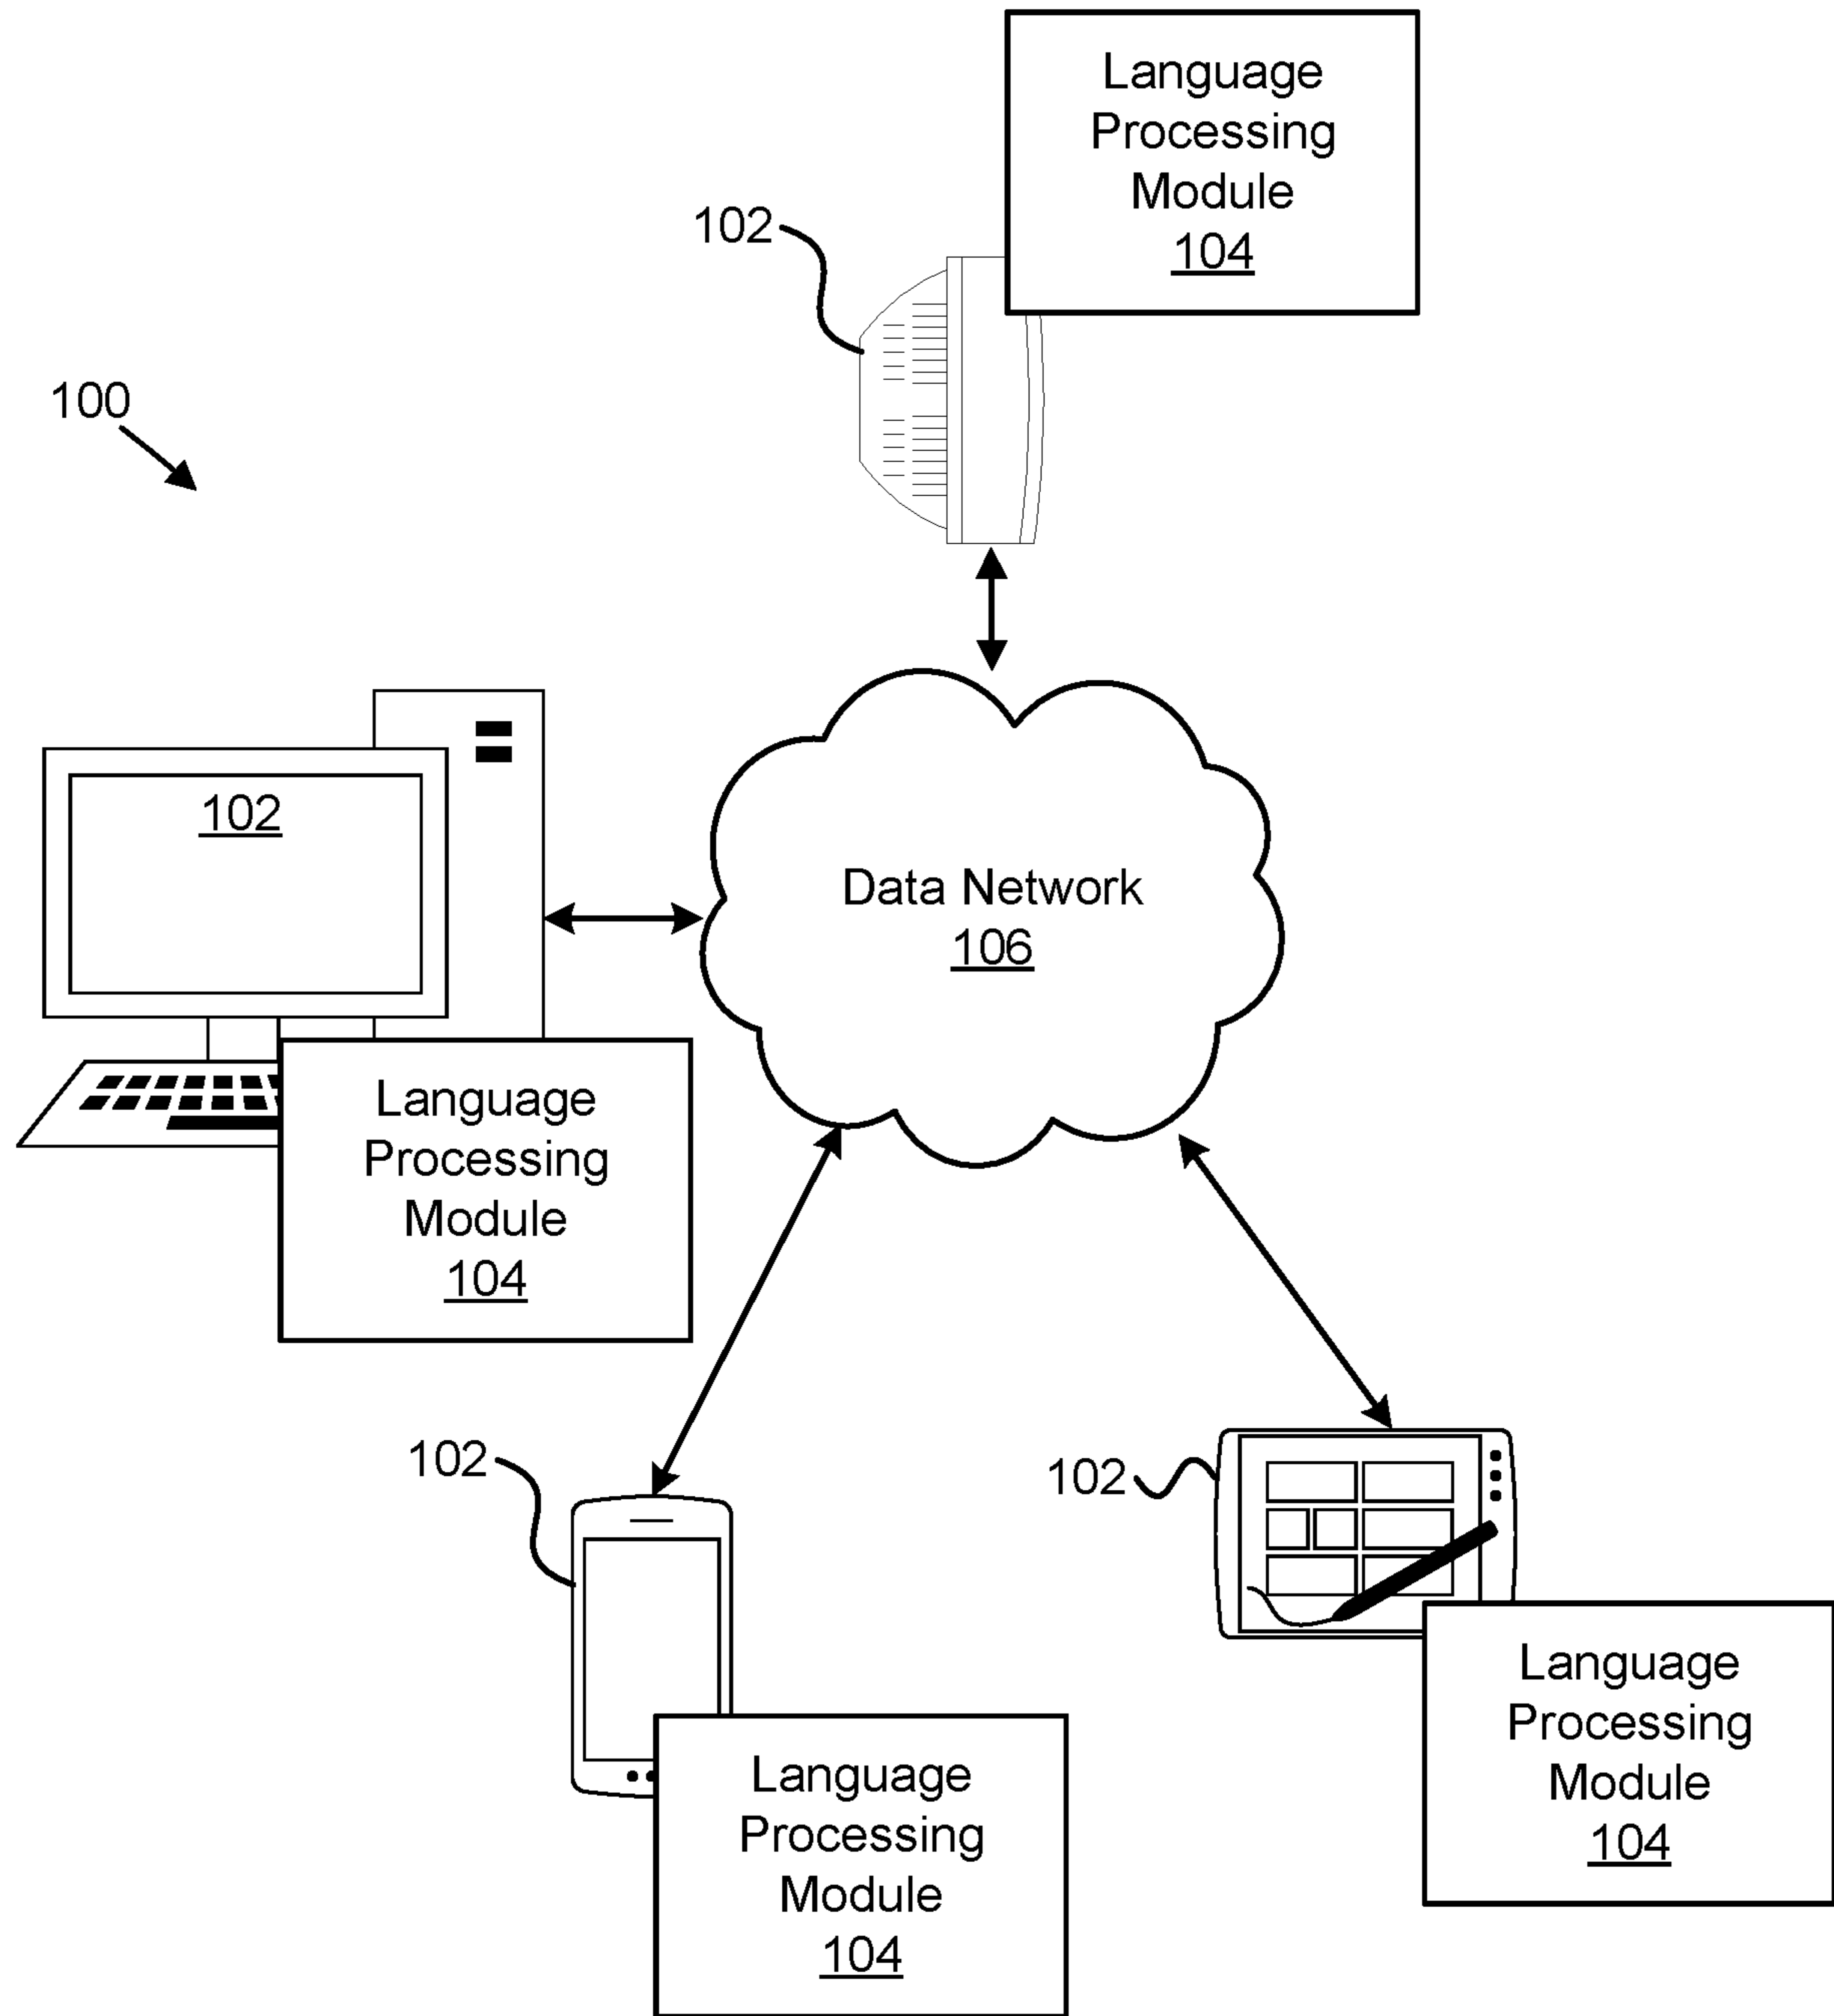 Language
Processing
Module
104
102
100
102
Data Network
106
Language
Processing
Module
104
102
102
Language
Processing
Module
104
Language
Processing
Module
104